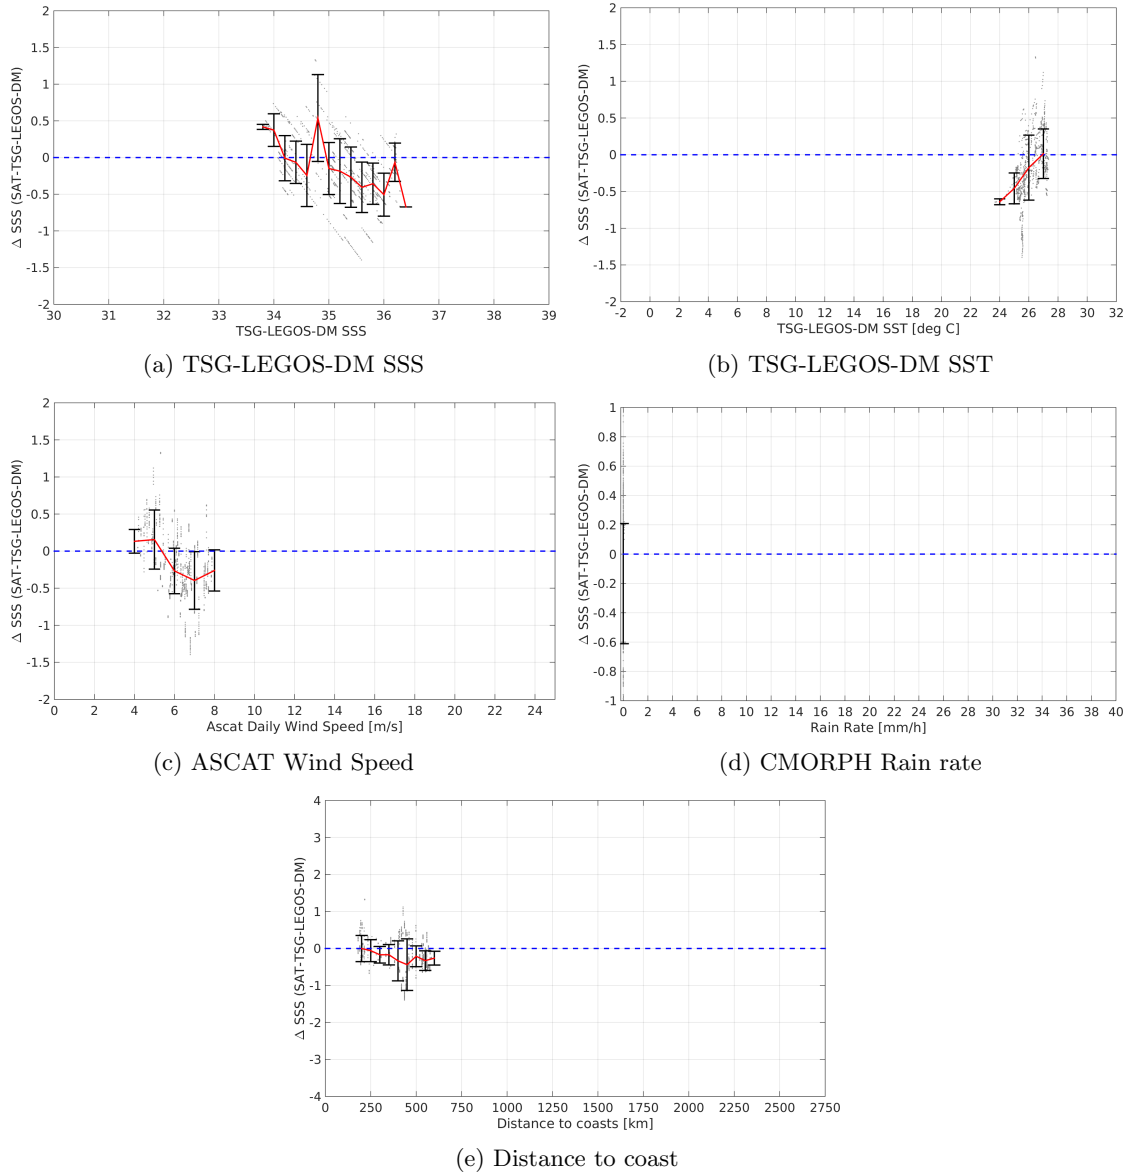 2
1.5
1
0.5
0
-0.5
-1
-1.5
-2
Δ SSS (SAT-TSG-LEGOS-DM)
30 31 32 33 34 35 36 37 38 39
TSG-LEGOS-DM SSS
(a) TSG-LEGOS-DM SSS
2
1.5
1
0.5
0
-0.5
-1
-1.5
-2
Δ SSS (SAT-TSG-LEGOS-DM)
-2 0 2 4 6 8 10 12 14 16 18 20 22 24 26 28 30 32
TSG-LEGOS-DM SST [deg C]
(b) TSG-LEGOS-DM SST
2
1.5
1
0.5
0
-0.5
-1
-1.5
-2
Δ SSS (SAT-TSG-LEGOS-DM)
0 2 4 6 8 10 12 14 16 18 20 22 24
Ascat Daily Wind Speed [m/s]
(c) ASCAT Wind Speed
1
0.8
0.6
0.4
0.2
0
-0.2
-0.4
-0.6
-0.8
-1
Δ SSS (SAT-TSG-LEGOS-DM)
0 2 4 6 8 10 12 14 16 18 20 22 24 26 28 30 32 34 36 38 40
Rain Rate [mm/h]
(d) CMORPH Rain rate
4
3
2
1
0
-1
-2
-3
-4
Δ SSS (SAT-TSG-LEGOS-DM)
0 250 500 750 1000 1250 1500 1750 2000 2250 2500 2750
Distance to coasts [km]
(e) Distance to coast